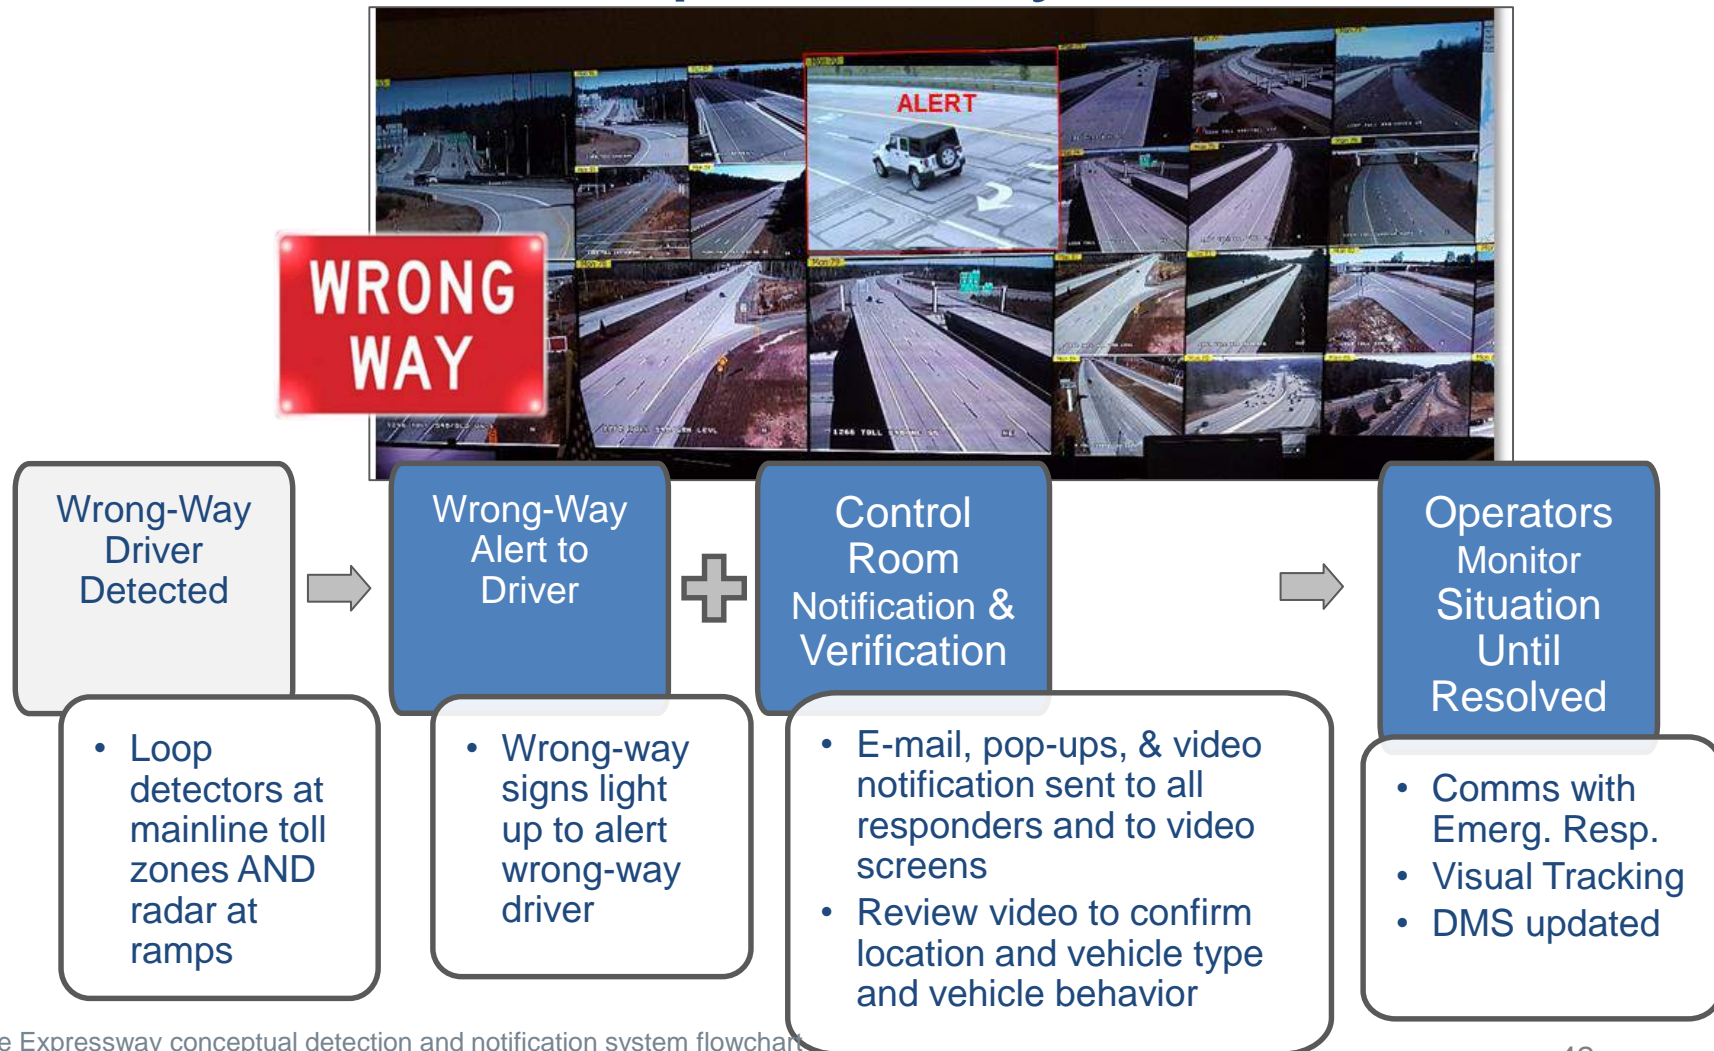 ALERT
WRONG
WAY
Wrong-Way
Driver
Detected
Wrong-Way
Alert to
Driver
Control
Room
Notification &
Verification
Operators
Monitor
Situation
Until
Resolved
• Loop
detectors at
mainline toll
zones AND
radar at
ramps
• Wrong-way
signs light
up to alert
wrong-way
driver
• E-mail, pop-ups, & video
notification sent to all
responders and to video
screens
• Review video to confirm
location and vehicle type
and vehicle behavior
• Comms with
Emerg. Resp.
• Visual Tracking
• DMS updated
Expressway conceptual detection and notification system flowchart